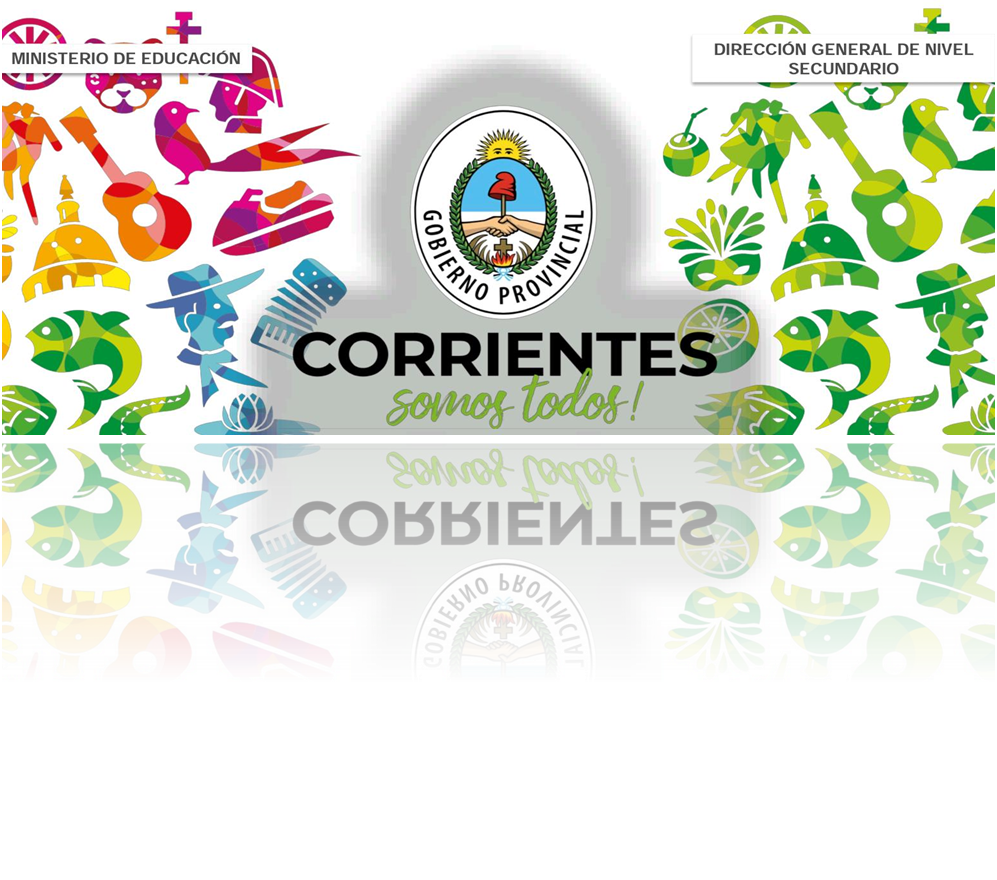 MINISTERIO DE EDUCACIÓN
DIRECCIÓN GENERAL DE NIVEL
SECUNDARIO
GOBIERNO PROVINCIAL
CORRIENTES
somos todos!